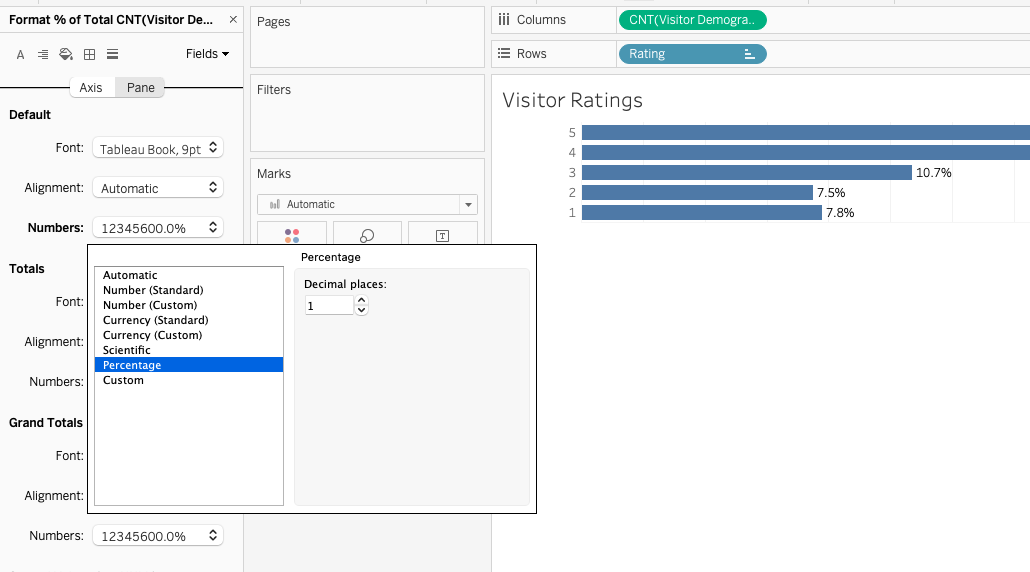 Format % of Total CNT(Visitor De... ×
A Fields
Axis Pane
Default
Font: Tableau Book, 9pt
Alignment: Automatic
Numbers: 12345600.0%
Totals
Font:
Alignment:
Numbers:
Grand Totals
Font:
Alignment:
Numbers: 12345600.0%
Automatic
Number (Standard)
Number (Custom)
Currency (Standard)
Currency (Custom)
Scientific
Percentage
Custom
Percentage
Decimal places:
1
Pages
Filters
Marks
Automatic
T
Columns CNT(Visitor Demogra..
Rows Rating
Visitor Ratings
5
4
3 10.7%
2 7.5%
1 7.8%